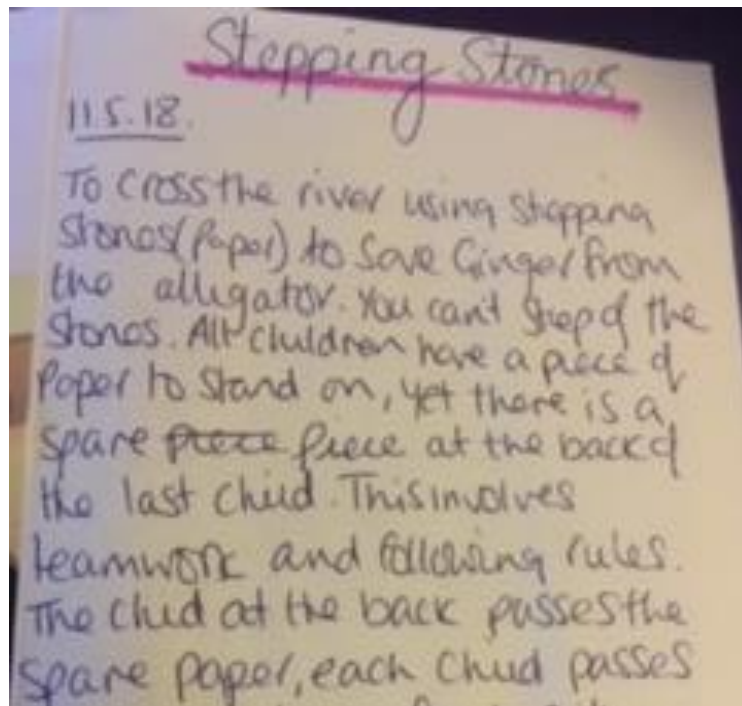 Stepping Stones
11.5.18.
To cross the river using stepping
stones (paper) to save Ginger from
the alligator. You can't step of the
stones. All children have a piece of
paper to stand on, yet there is a
spare piece piece at the back of
the last child. This involves
teamwork and following rules.
The child at the back passes the
spare paper, each child passes